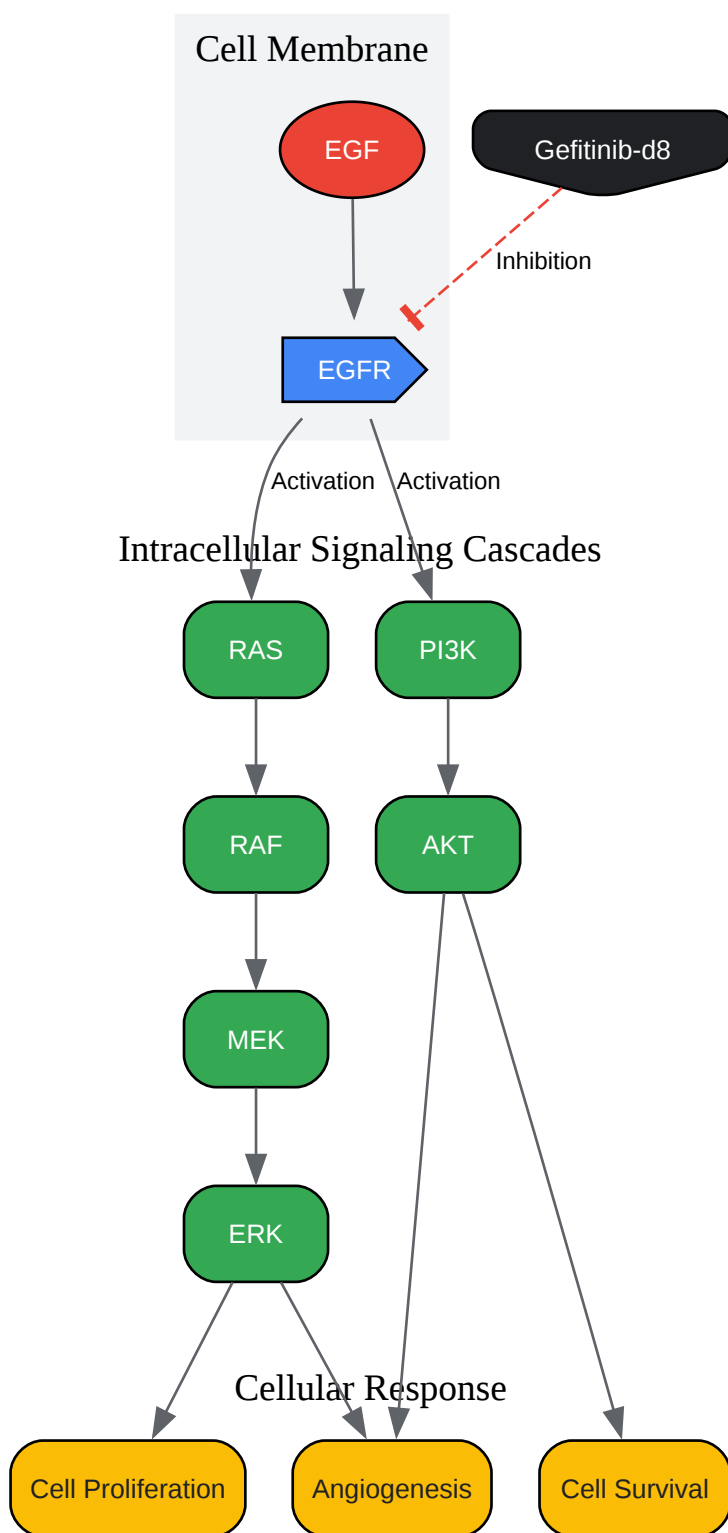 Cell Membrane
EGF
Gefitinib-d8
Inhibition
EGFR
Activation
Activation
Intracellular Signaling Cascades
RAS
PI3K
RAF
AKT
MEK
ERK
Cellular Response
Cell Proliferation
Angiogenesis
Cell Survival